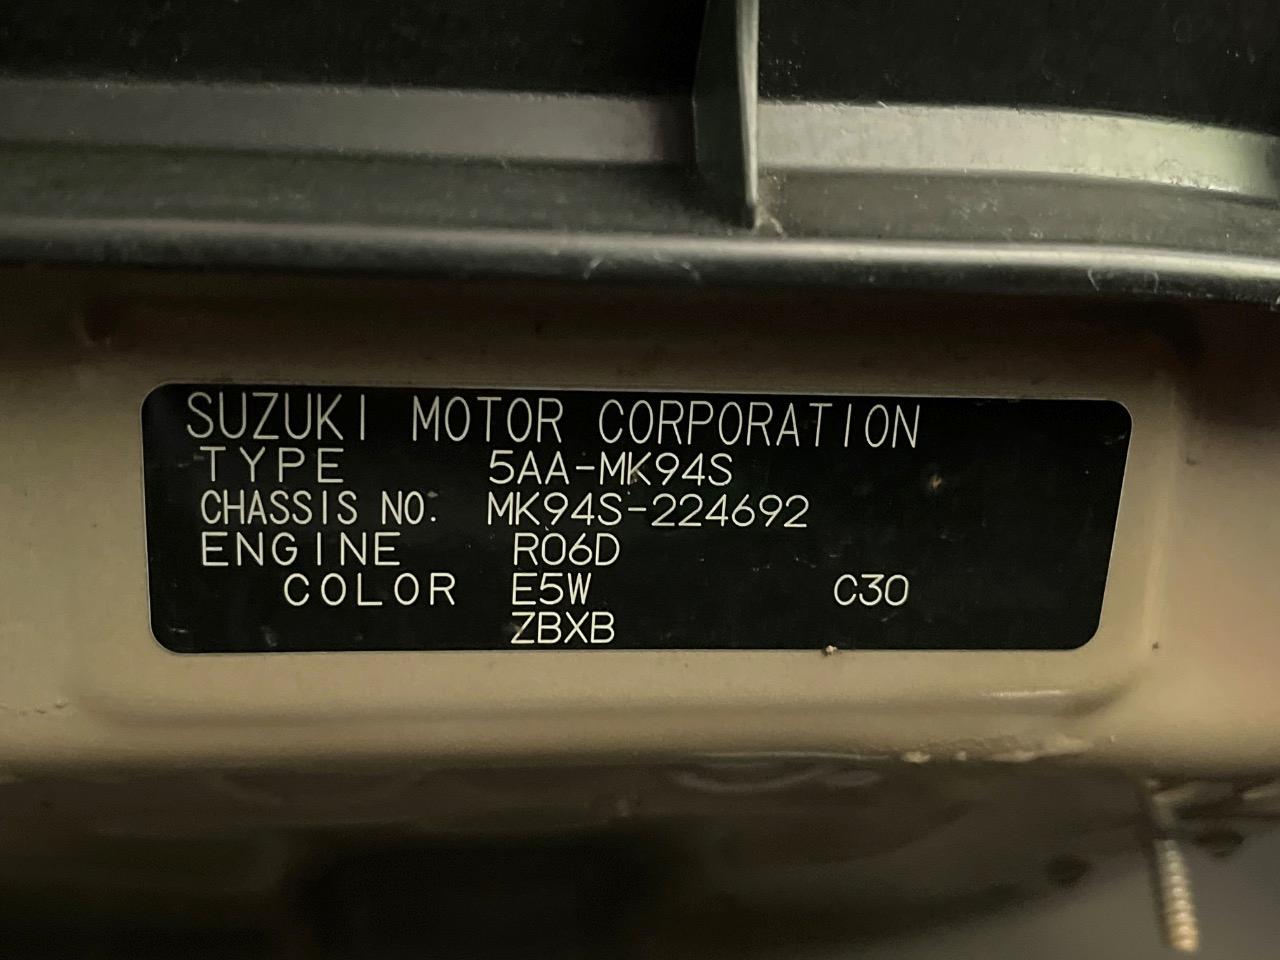 SUZUKI MOTOR CORPORATION
TYPE 5AA-MK94S
CHASSIS NO. MK94S-224692
ENGINE R06D
COLOR E5W C30
ZBXB